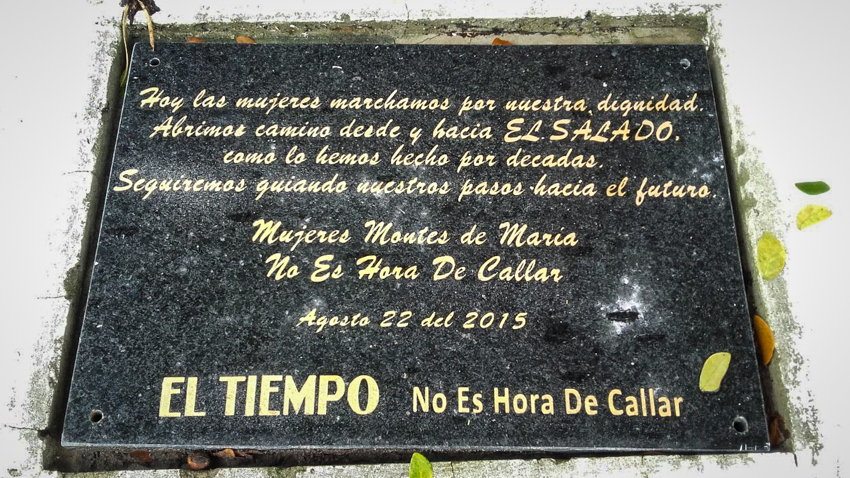 Hoy las mujeres marchamos por nuestra dignidad.
Abrimos camino desde y hacia EL SALADO,
como lo hemos hecho por decadas.
Seguiremos guiando nuestros pasos hacia el futuro.
Mujeres Montes de Maria
No Es Hora De Callar
Agosto 22 del 2015
EL TIEMPO No Es Hora De Callar